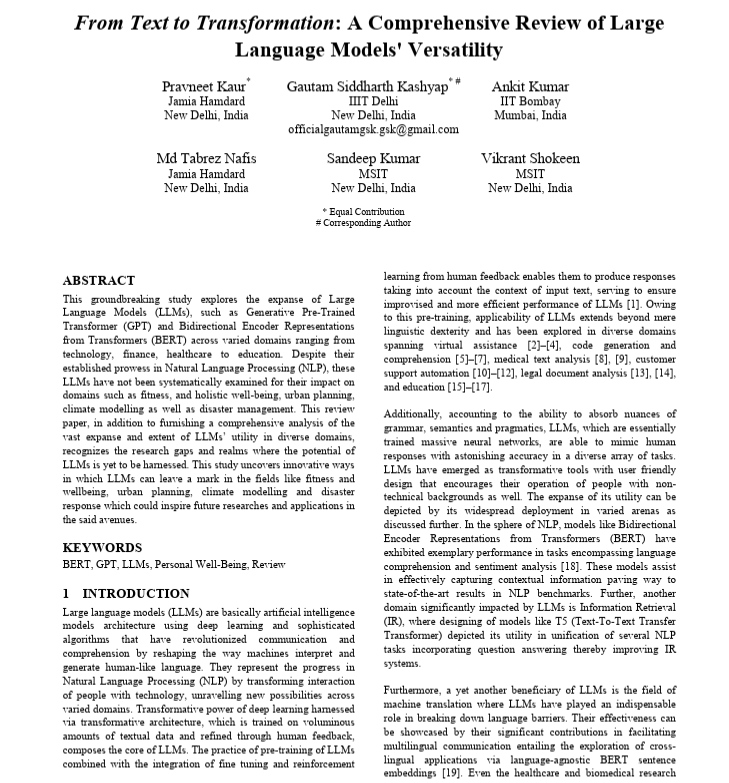 From Text to Transformation: A Comprehensive Review of Large
Language Models' Versatility
Pravneet Kaur*
Jamia Hamdard
New Delhi, India
Gautam Siddharth Kashyap* #
IIIT Delhi
New Delhi, India
officialgautamgsk.gsk@gmail.com
Ankit Kumar
IIT Bombay
Mumbai, India
Md Tabrez Nafis
Jamia Hamdard
New Delhi, India
Sandeep Kumar
MSIT
New Delhi, India
Vikrant Shokeen
MSIT
New Delhi, India
* Equal Contribution
# Corresponding Author
ABSTRACT
This groundbreaking study explores the expanse of Large
Language Models (LLMs), such as Generative Pre-Trained
Transformer (GPT) and Bidirectional Encoder Representations
from Transformers (BERT) across varied domains ranging from
technology, finance, healthcare to education. Despite their
established prowess in Natural Language Processing (NLP), these
LLMs have not been systematically examined for their impact on
domains such as fitness, and holistic well-being, urban planning,
climate modelling as well as disaster management. This review
paper, in addition to furnishing a comprehensive analysis of the
vast expanse and extent of LLMs' utility in diverse domains,
recognizes the research gaps and realms where the potential of
LLMs is yet to be harnessed. This study uncovers innovative ways
in which LLMs can leave a mark in the fields like fitness and
wellbeing, urban planning, climate modelling and disaster
response which could inspire future researches and applications in
the said avenues.
KEYWORDS
BERT, GPT, LLMs, Personal Well-Being, Review
1 INTRODUCTION
Large language models (LLMs) are basically artificial intelligence
models architecture using deep learning and sophisticated
algorithms that have revolutionized communication and
comprehension by reshaping the way machines interpret and
generate human-like language. They represent the progress in
Natural Language Processing (NLP) by transforming interaction
of people with technology, unravelling new possibilities across
varied domains. Transformative power of deep learning harnessed
via transformative architecture, which is trained on voluminous
amounts of textual data and refined through human feedback,
composes the core of LLMs. The practice of pre-training of LLMs
combined with the integration of fine tuning and reinforcement
learning from human feedback enables them to produce responses
taking into account the context of input text, serving to ensure
improvised and more efficient performance of LLMs [1]. Owing
to this pre-training, applicability of LLMs extends beyond mere
linguistic dexterity and has been explored in diverse domains
spanning virtual assistance [2]–[4], code generation and
comprehension [5]–[7], medical text analysis [8], [9], customer
support automation [10]–[12], legal document analysis [13], [14],
and education [15]–[17].
Additionally, accounting to the ability to absorb nuances of
grammar, semantics and pragmatics, LLMs, which are essentially
trained massive neural networks, are able to mimic human
responses with astonishing accuracy in a diverse array of tasks.
LLMs have emerged as transformative tools with user friendly
design that encourages their operation of people with non-
technical backgrounds as well. The expanse of its utility can be
depicted by its widespread deployment in varied arenas as
discussed further. In the sphere of NLP, models like Bidirectional
Encoder Representations from Transformers (BERT) have
exhibited exemplary performance in tasks encompassing language
comprehension and sentiment analysis [18]. These models assist
in effectively capturing contextual information paving way to
state-of-the-art results in NLP benchmarks. Further, another
domain significantly impacted by LLMs is Information Retrieval
(IR), where designing of models like T5 (Text-To-Text Transfer
Transformer) depicted its utility in unification of several NLP
tasks incorporating question answering thereby improving IR
systems.
Furthermore, a yet another beneficiary of LLMs is the field of
machine translation where LLMs have played an indispensable
role in breaking down language barriers. Their effectiveness can
be showcased by their significant contributions in facilitating
multilingual communication entailing the exploration of cross-
lingual applications via language-agnostic BERT sentence
embeddings [19]. Even the healthcare and biomedical research